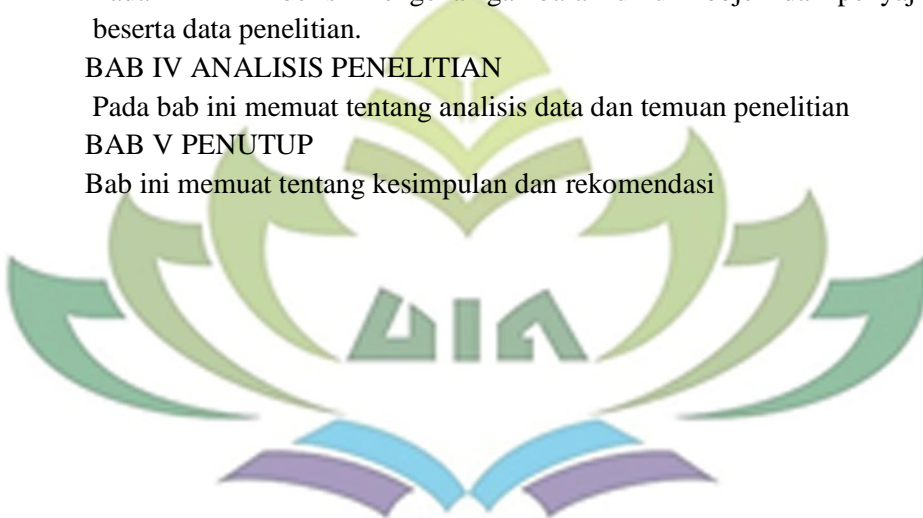 beserta data penelitian.
BAB IV ANALISIS PENELITIAN
Pada bab ini memuat tentang analisis data dan temuan penelitian
BAB V PENUTUP
Bab ini memuat tentang kesimpulan dan rekomendasi
UIN